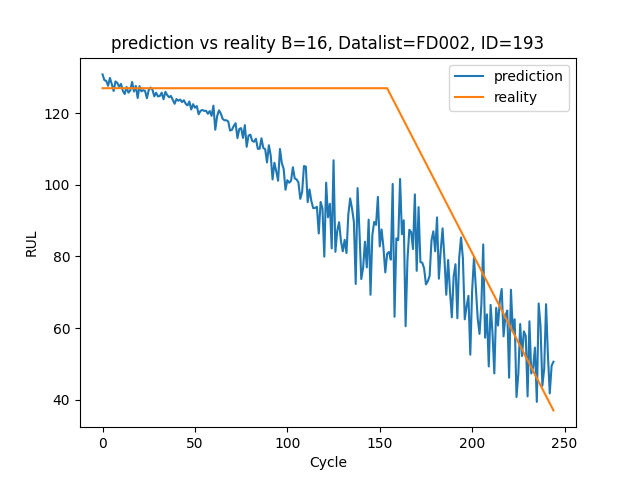 prediction vs reality B=16, Datalist=FD002, ID=193
prediction
reality
RUL
120
100
80
60
40
0
50
100
150
200
250
Cycle